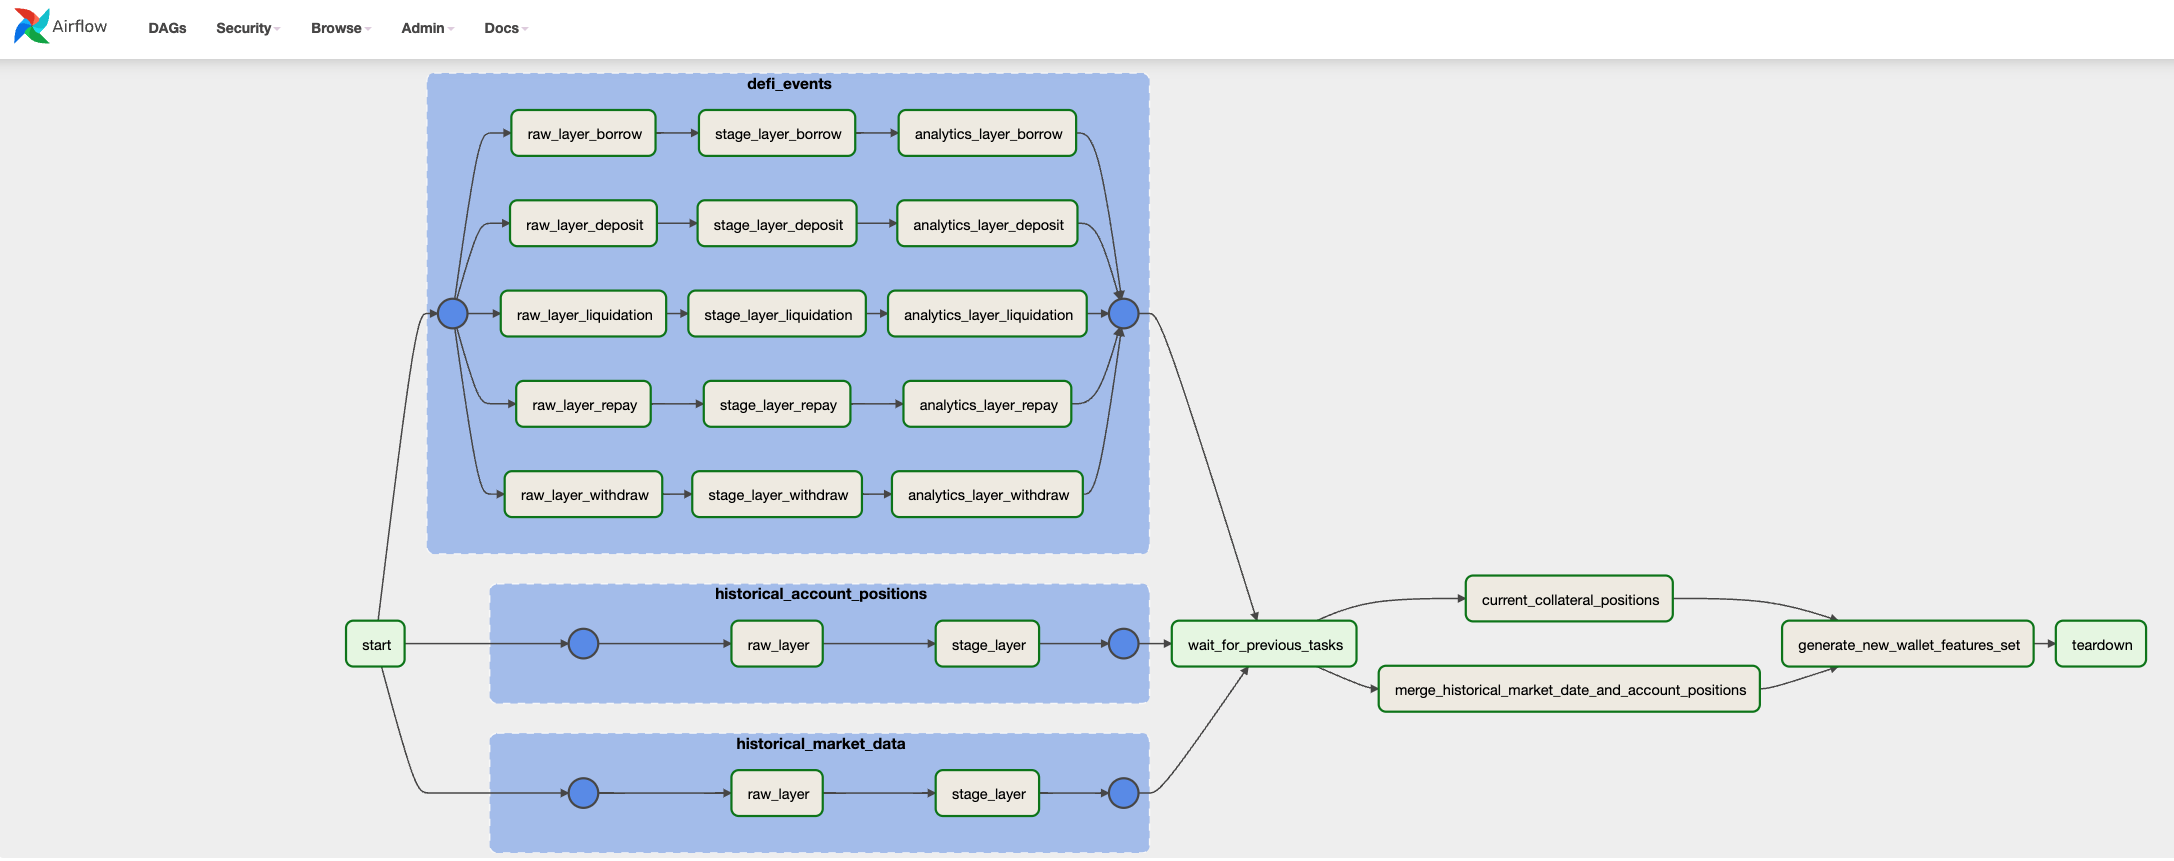 Airflow
DAGs
Security
Browse
Admin
Docs
defi_events
raw_layer_borrow
stage_layer_borrow
analytics_layer_borrow
raw_layer_deposit
stage_layer_deposit
analytics_layer_deposit
raw_layer_liquidation
stage_layer_liquidation
analytics_layer_liquidation
raw_layer_repay
stage_layer_repay
analytics_layer_repay
raw_layer_withdraw
stage_layer_withdraw
analytics_layer_withdraw
start
historical_account_positions
raw_layer
stage_layer
historical_market_data
raw_layer
stage_layer
wait_for_previous_tasks
current_collateral_positions
merge_historical_market_date_and_account_positions
generate_new_wallet_features_set
teardown